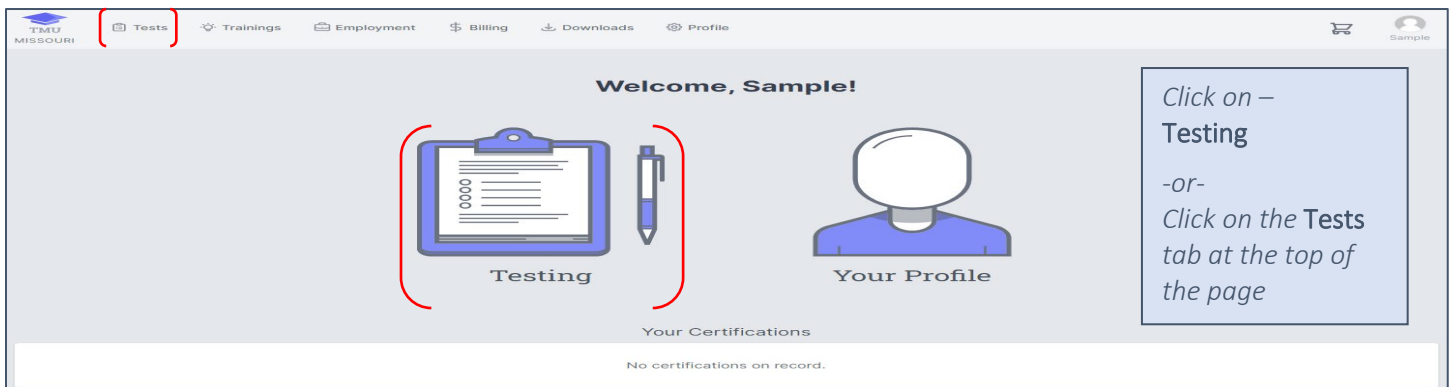 TMU
MISSOURI
Tests Trainings Employment $ Billing Downloads Profile
Sample
Welcome, Sample!
Testing
Your Profile
Your Certifications
No certifications on record.
Click on –
Testing
-or-
Click on the Tests
tab at the top of
the page